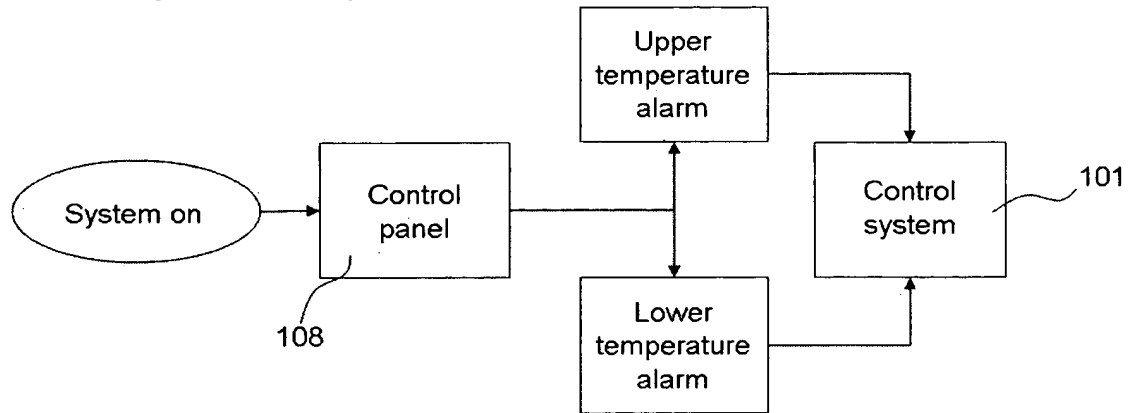 Upper
temperature
alarm
System on
Control
panel
108
Control
system
101
Lower
temperature
alarm